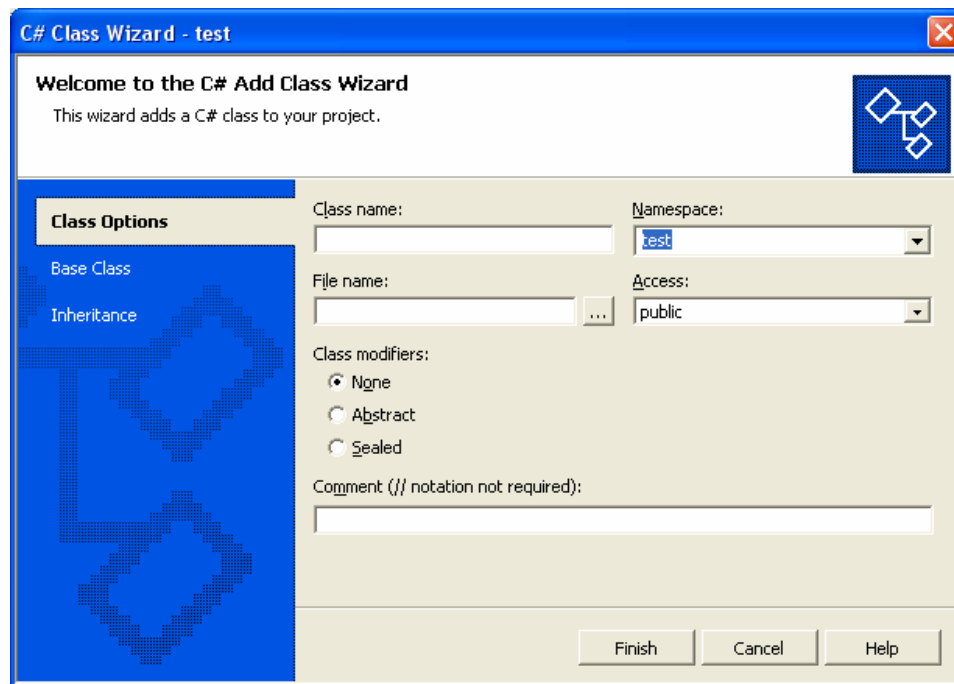 C# Class Wizard - test
Welcome to the C# Add Class Wizard
This wizard adds a C# class to your project.
Class Options
Base Class
Inheritance
Class name:
Namespace:
test
File name:
Access:
...
public
Class modifiers:
None
Abstract
Sealed
Comment (// notation not required):
Finish
Cancel
Help